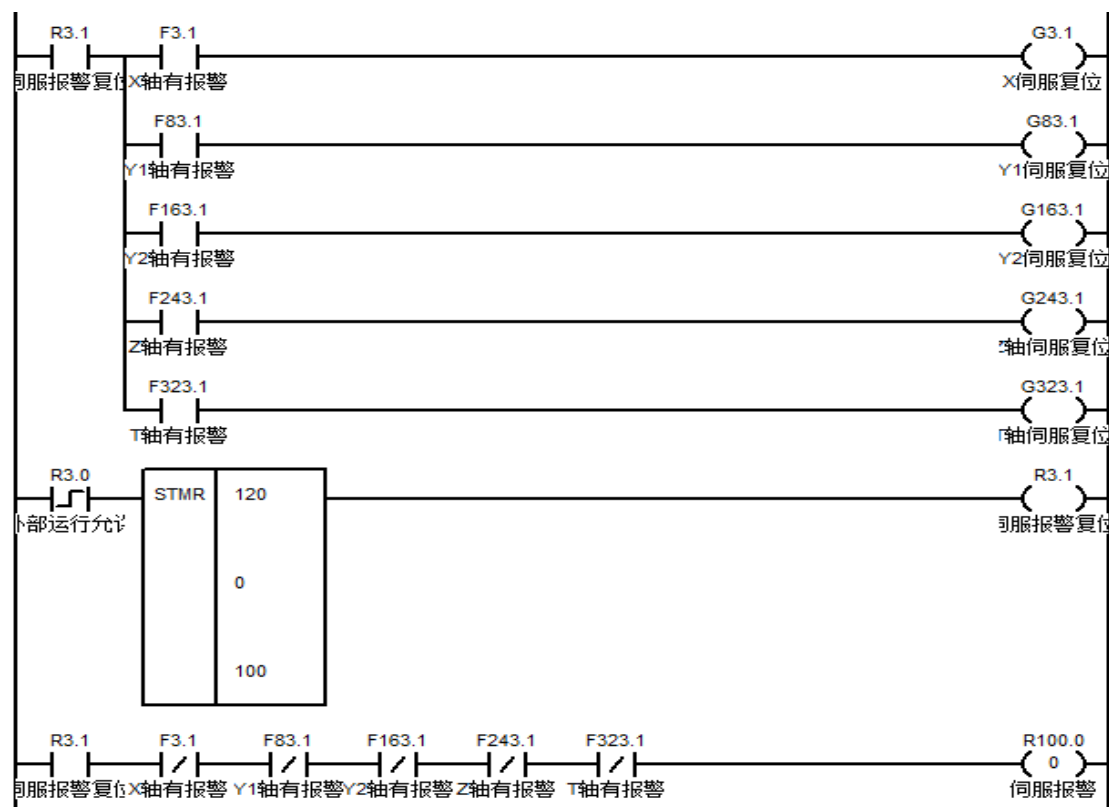 R3.1 F3.1 G3.1
伺服报警复位 X轴有报警 X伺服复位
F83.1 G83.1
Y1轴有报警 Y1伺服复位
F163.1 G163.1
Y2轴有报警 Y2伺服复位
F243.1 G243.1
Z轴有报警 Z轴伺服复位
F323.1 G323.1
T轴有报警 T轴伺服复位
R3.0 STMR 120 R3.1
外部运行允许 伺服报警复位
0
100
R3.1 F3.1 F83.1 F163.1 F243.1 F323.1 R100.0
0
伺服报警复位 X轴有报警 Y1轴有报警 Y2轴有报警 Z轴有报警 T轴有报警 伺服报警